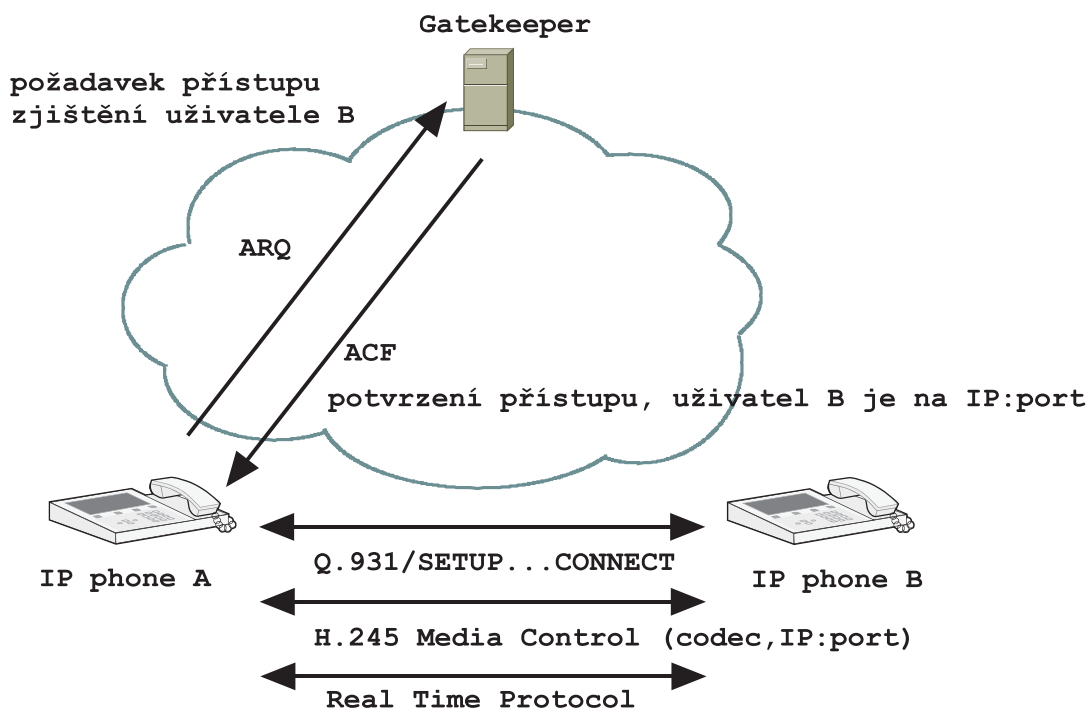 Gatekeeper
požadavek přístupu
zjištění uživatele B
ARQ
ACF
potvrzení přístupu, uživatel B je na IP:port
IP phone A
IP phone B
Q.931/SETUP...CONNECT
H.245 Media Control (codec,IP:port)
Real Time Protocol